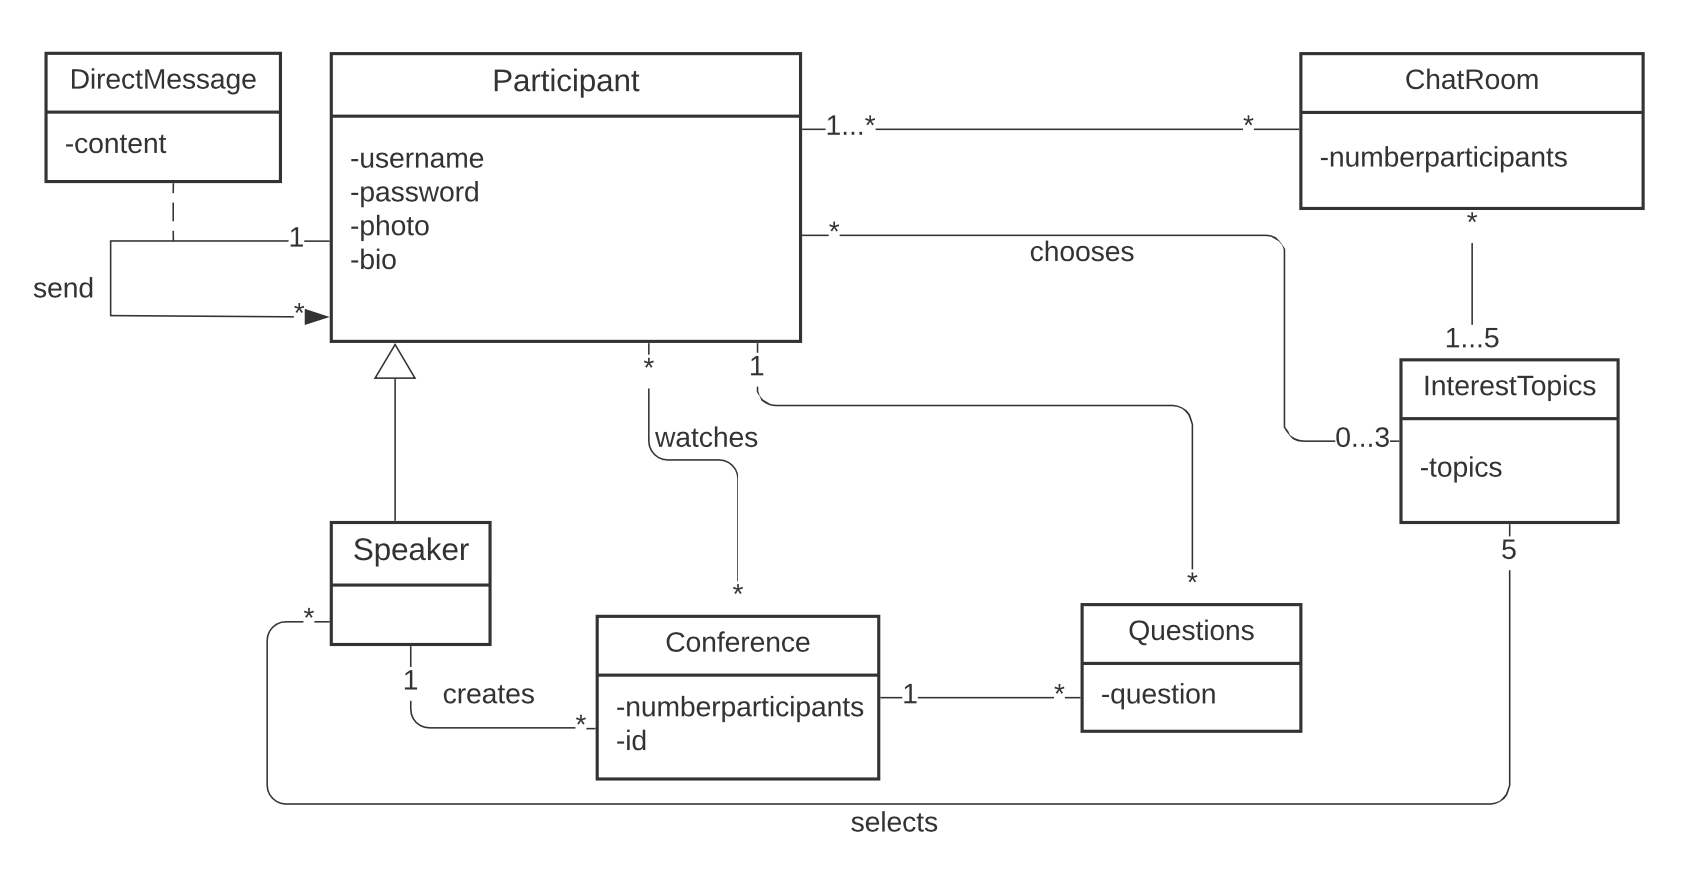 DirectMessage
-content
Participant
-username
-password
-photo
-bio
ChatRoom
-numberparticipants
1...*
*
1
send
*
*
chooses
*
1...5
InterestTopics
-topics
0...3
5
*
watches
*
1
*
Speaker
*
1
creates
*
Conference
-numberparticipants
-id
1
*
Questions
-question
selects